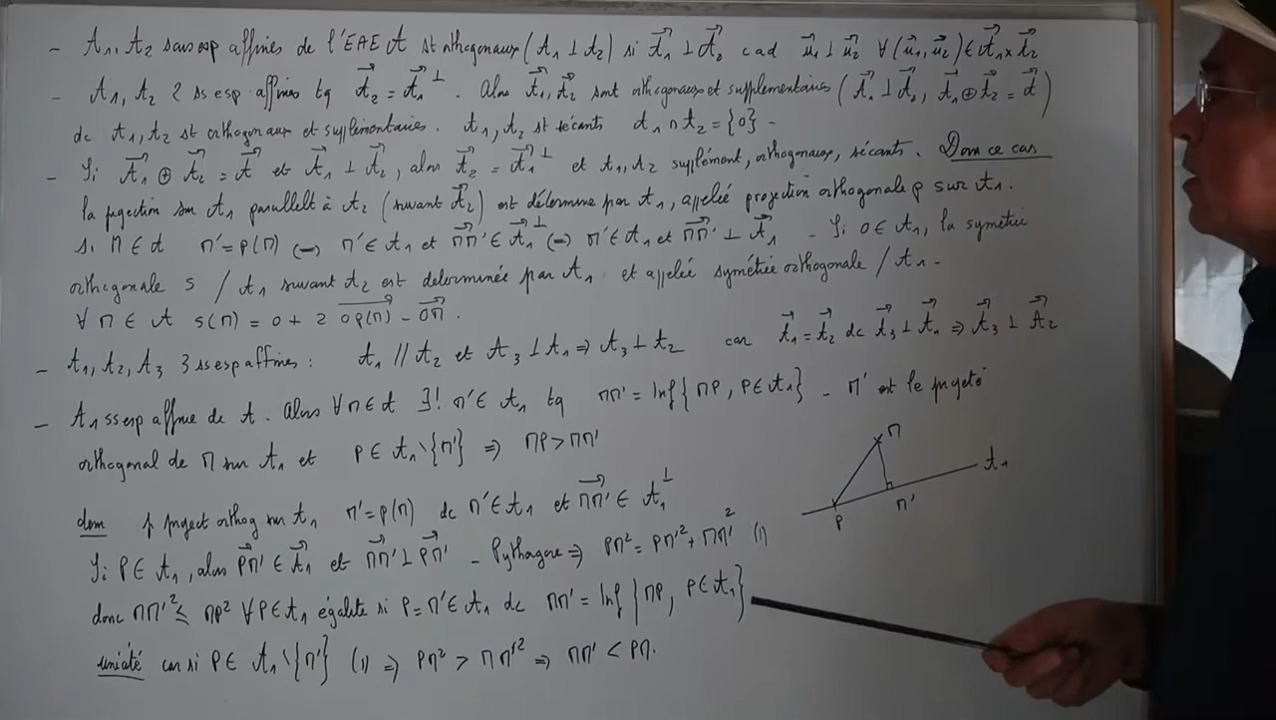 - A₁, A₂ sous esp affines de l'EAE A st orthogonaux (A₁ ⊥ A₂) si A⃗₁ ⊥ A⃗₂ cad u⃗₁ ⊥ u⃗₂ ∀(u⃗₁, u⃗₂) ∈ A⃗₁ × A⃗₂
- A₁, A₂ 2 ss esp affines tq A⃗₂ = A⃗₁^⊥. Alors A⃗₁, A⃗₂ sont orthogonaux et supplémentaires (A⃗₁ ⊥ A⃗₂, A⃗₁ ⊕ A⃗₂ = A⃗)
dc A₁, A₂ st orthogonaux et supplémentaires. A₁, A₂ st sécants A₁ ∩ A₂ = {0} -
- Si A⃗₁ ⊕ A⃗₂ = A⃗ et A⃗₁ ⊥ A⃗₂, alors A⃗₂ = A⃗₁^⊥ et A₁, A₂ supplément, orthogonaux, sécants. Dans ce cas
la projection sur A₁ parallelt à A₂ (suivant A⃗₂) est déterminée par A₁, appelée projection orthogonale p sur A₁.
si M ∈ A M' = p(M) ⟺ M' ∈ A₁ et MM'⃗ ∈ A⃗₁^⊥ ⟺ M' ∈ A₁ et MM'⃗ ⊥ A⃗₁ - Si O ∈ A₁, la symétrie
orthogonale s / A₁ suivant A₂ est determinée par A₁ et appelée symétrie orthogonale / A₁ -
∀ M ∈ A s(M) = O + 2 Op(M)⃗ - OM⃗.
- A₁, A₂, A₃ 3 ss esp affines : A₁ // A₂ et A₃ ⊥ A₁ ⇒ A₃ ⊥ A₂ car A⃗₁ = A⃗₂ dc A⃗₃ ⊥ A⃗₁ ⇒ A⃗₃ ⊥ A⃗₂
- A₁ ss esp affine de A. Alors ∀ M ∈ A ∃! M' ∈ A₁ tq MM' = Inf {MP, P ∈ A₁} - M' est le projeté
orthogonal de M sur A₁ et P ∈ A₁ \ {M'} ⇒ MP > MM'
M
A₁
M'
P
dem p project orthog sur A₁ M' = p(M) dc M' ∈ A₁ et MM'⃗ ∈ A₁^⊥
Si P ∈ A₁, alors PM'⃗ ∈ A⃗₁ et MM'⃗ ⊥ PM'⃗ - Pythagore ⇒ PM² = PM'² + MM'² (1)
donc MM'² ≤ MP² ∀ P ∈ A₁ égalité si P = M' ∈ A₁ dc MM' = Inf {MP, P ∈ A₁}
unicité car si P ∈ A₁ \ {M'} (1) ⇒ PM² > MM'² ⇒ MM' < PM.